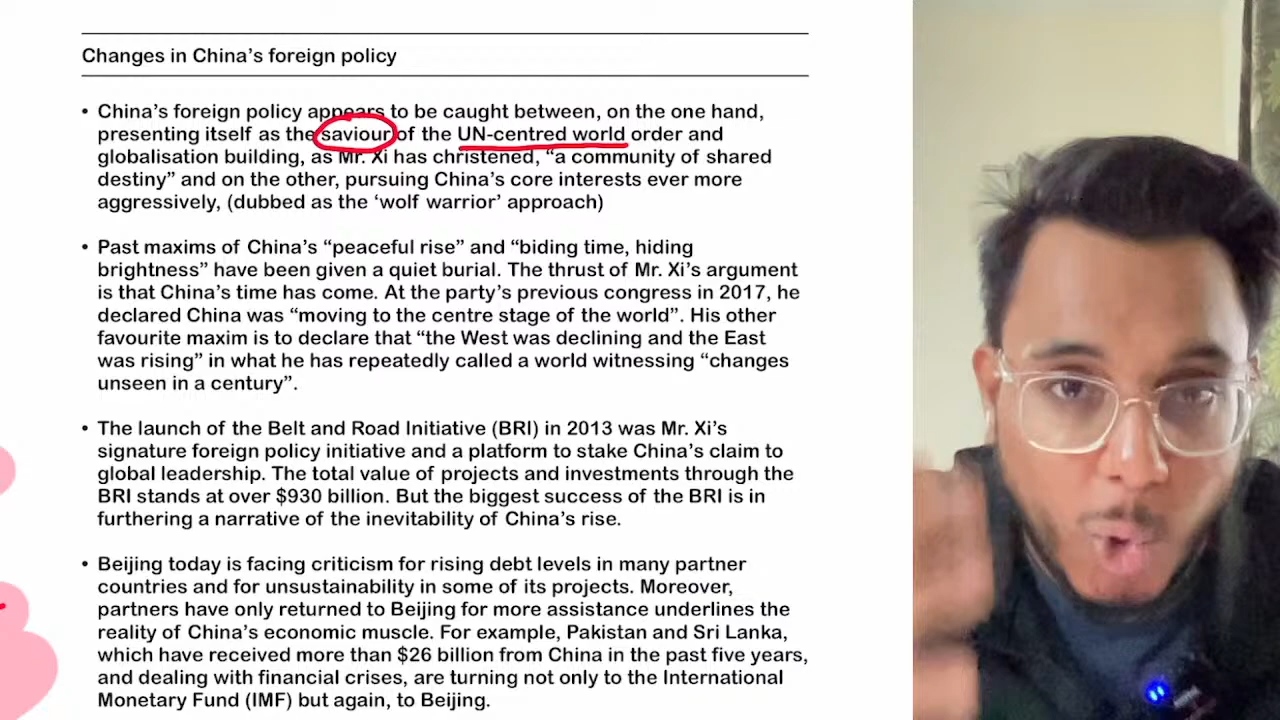 Changes in China's foreign policy
• China's foreign policy appears to be caught between, on the one hand,
presenting itself as the saviour of the UN-centred world order and
globalisation building, as Mr. Xi has christened, “a community of shared
destiny” and on the other, pursuing China's core interests ever more
aggressively, (dubbed as the ‘wolf warrior’ approach)
• Past maxims of China's “peaceful rise” and “biding time, hiding
brightness” have been given a quiet burial. The thrust of Mr. Xi's argument
is that China's time has come. At the party's previous congress in 2017, he
declared China was “moving to the centre stage of the world”. His other
favourite maxim is to declare that “the West was declining and the East
was rising” in what he has repeatedly called a world witnessing “changes
unseen in a century”.
• The launch of the Belt and Road Initiative (BRI) in 2013 was Mr. Xi's
signature foreign policy initiative and a platform to stake China's claim to
global leadership. The total value of projects and investments through the
BRI stands at over $930 billion. But the biggest success of the BRI is in
furthering a narrative of the inevitability of China's rise.
• Beijing today is facing criticism for rising debt levels in many partner
countries and for unsustainability in some of its projects. Moreover,
partners have only returned to Beijing for more assistance underlines the
reality of China's economic muscle. For example, Pakistan and Sri Lanka,
which have received more than $26 billion from China in the past five years,
and dealing with financial crises, are turning not only to the International
Monetary Fund (IMF) but again, to Beijing.